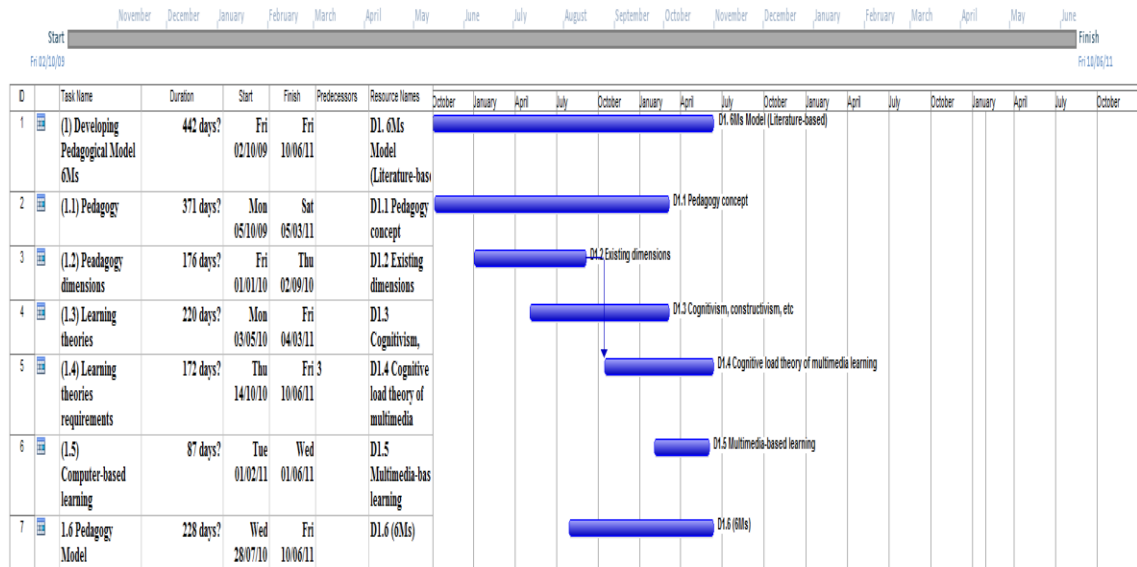 November December January February March April May June July August September October November December January February March April May June
Start
Finish
Fri 02/10/09
Fri 10/06/11
ID Task Name Duration Start Finish Predecessors Resource Names October January April July October January April July October January April July October January April July October
1 (1) Developing 442 days? Fri Fri D1. 6Ms D1. 6Ms Model (Literature-based)
Pedagogical Model 02/10/09 10/06/11 Model
6Ms (Literature-base
2 (1.1) Pedagogy 371 days? Mon Sat D1.1 Pedagogy D1.1 Pedagogy concept
05/10/09 05/03/11 concept
3 (1.2) Peadagogy 176 days? Fri Thu D1.2 Existing D1.2 Existing dimensions
dimensions 01/01/10 02/09/10 dimensions
4 (1.3) Learning 220 days? Mon Fri D1.3 D1.3 Cognitivism, constructivism, etc
theories 03/05/10 04/03/11 Cognitivism,
5 (1.4) Learning 172 days? Thu Fri 3 D1.4 Cognitive D1.4 Cognitive load theory of multimedia learning
theories 14/10/10 10/06/11 load theory of
requirements multimedia
6 (1.5) 87 days? Tue Wed D1.5 D1.5 Multimedia-based learning
Computer-based 01/02/11 01/06/11 Multimedia-bas
learning learning
7 1.6 Pedagogy 228 days? Wed Fri D1.6 (6Ms) D1.6 (6Ms)
Model 28/07/10 10/06/11